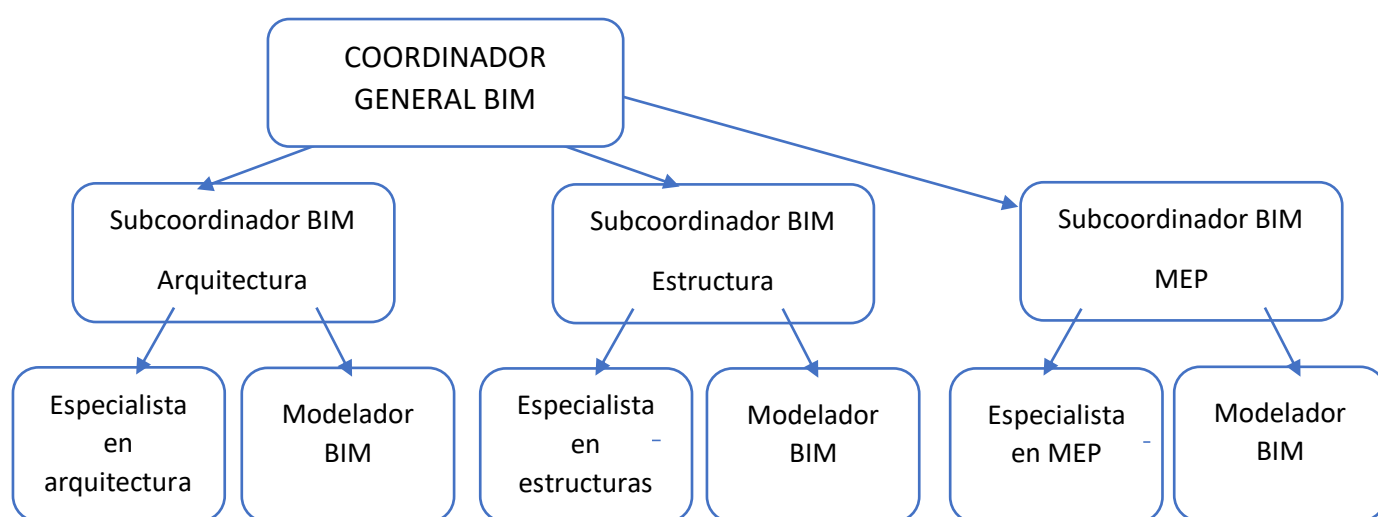 COORDINADOR
GENERAL BIM
Subcoordinador BIM
Arquitectura
Subcoordinador BIM
Estructura
Subcoordinador BIM
MEP
Especialista
en
arquitectura
Modelador
BIM
Especialista
en
estructuras
Modelador
BIM
Especialista
en MEP
Modelador
BIM